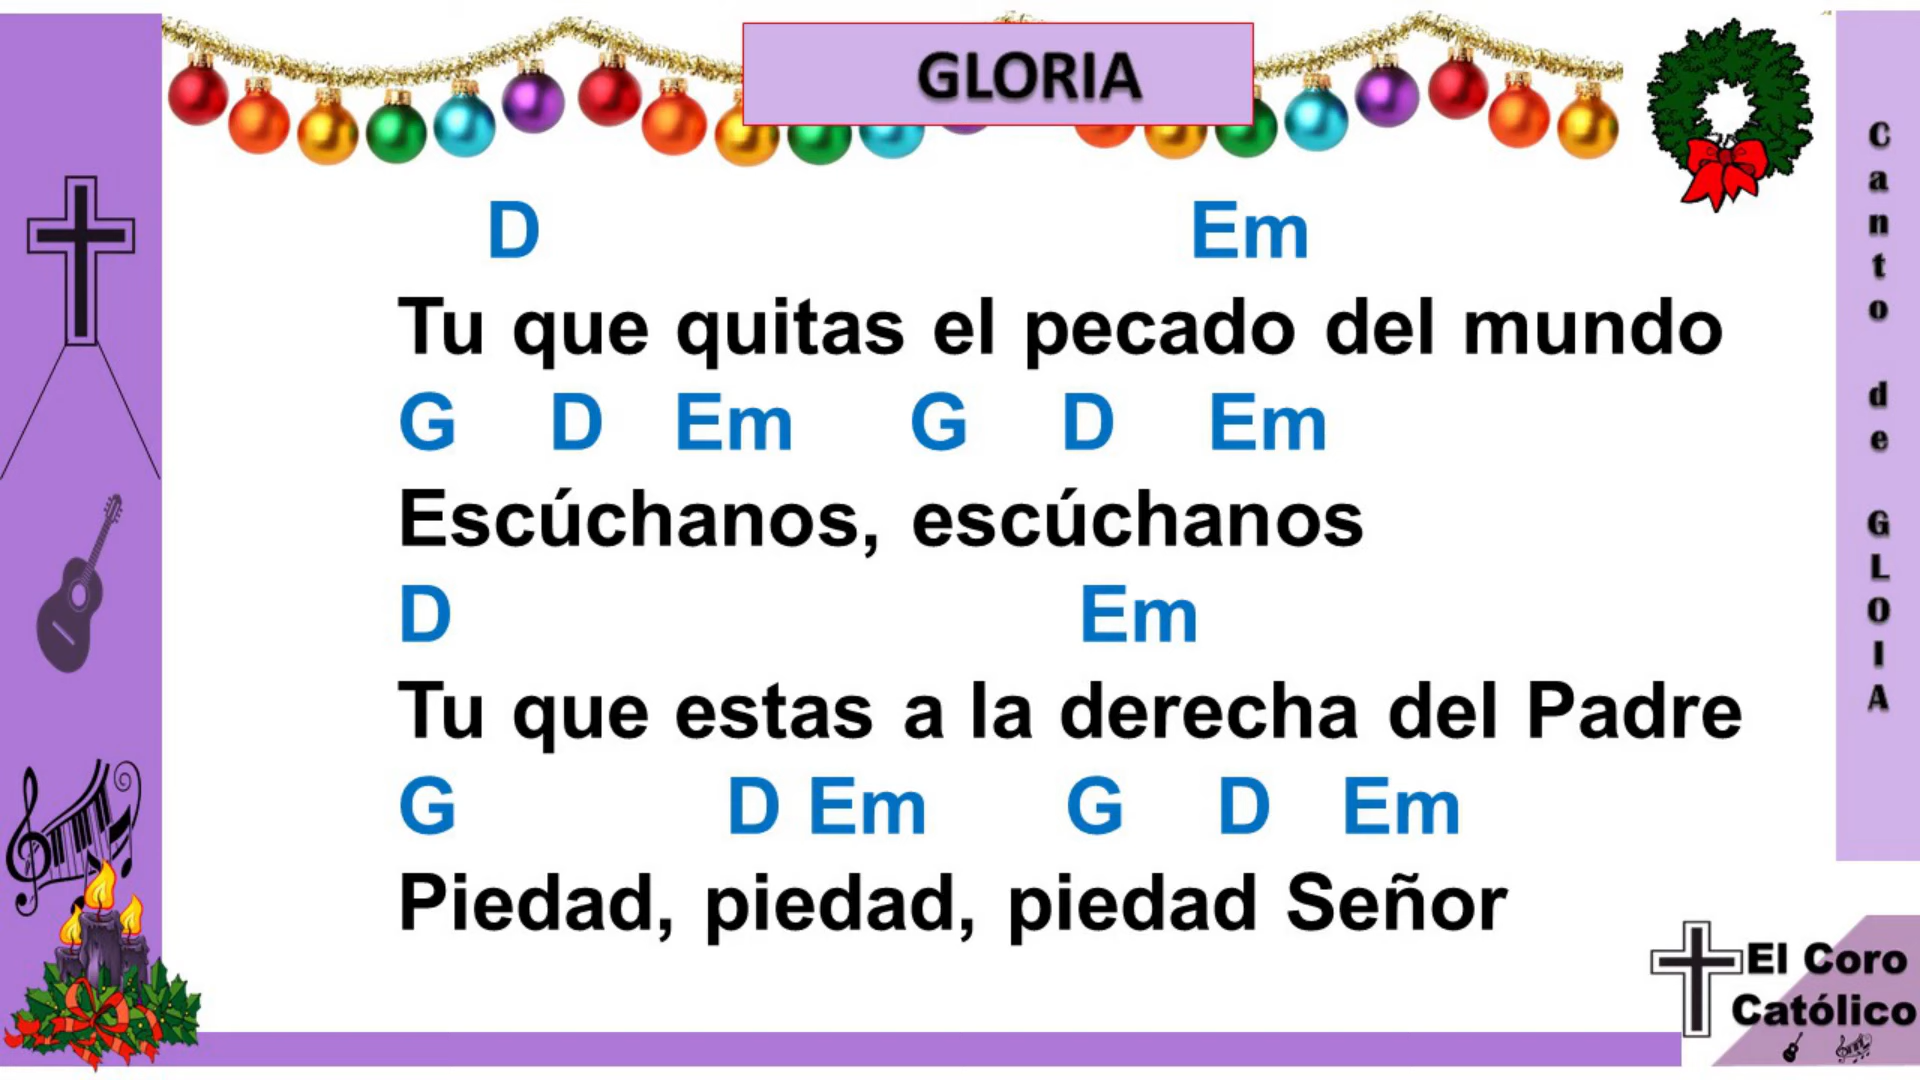 GLORIA
D Em
Tu que quitas el pecado del mundo
G D Em G D Em
Escúchanos, escúchanos
D Em
Tu que estas a la derecha del Padre
G D Em G D Em
Piedad, piedad, piedad Señor
Canto de GLOIA
El Coro
Católico